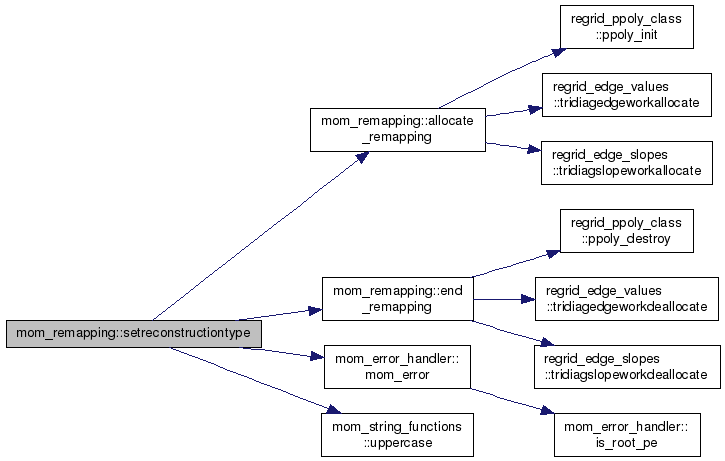 regrid_ppoly_class
::ppoly_init
regrid_edge_values
::tridiagedgeworkallocate
mom_remapping::allocate
_remapping
regrid_edge_slopes
::tridiagslopeworkallocate
regrid_ppoly_class
::ppoly_destroy
mom_remapping::end
_remapping
regrid_edge_values
::tridiagedgeworkdeallocate
mom_remapping::setreconstructiontype
mom_error_handler::
mom_error
regrid_edge_slopes
::tridiagslopeworkdeallocate
mom_string_functions
::uppercase
mom_error_handler::
is_root_pe